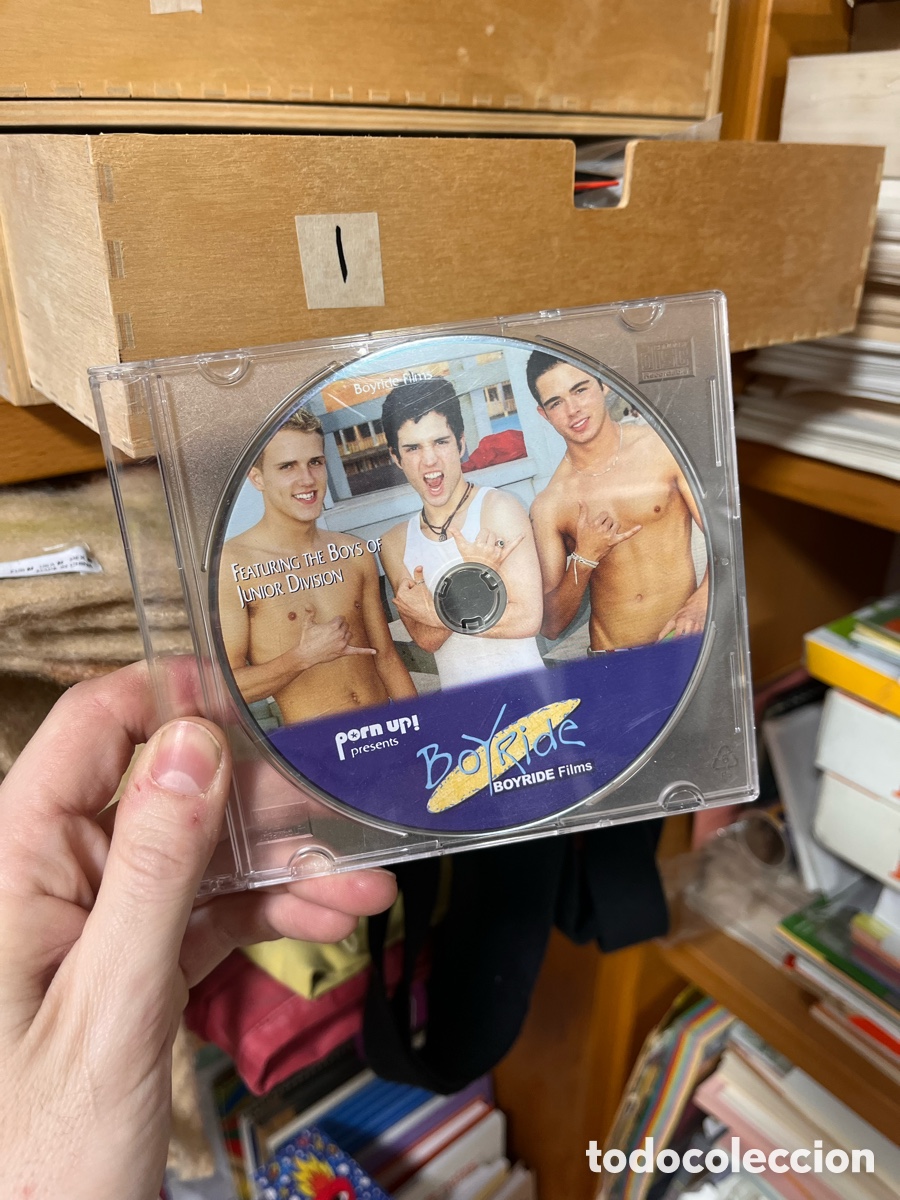 1
Boyride Films
FEATURING THE BOYS OF
JUNIOR DIVISION
porn up!
presents
BoYRide
BOYRIDE Films
todocoleccion